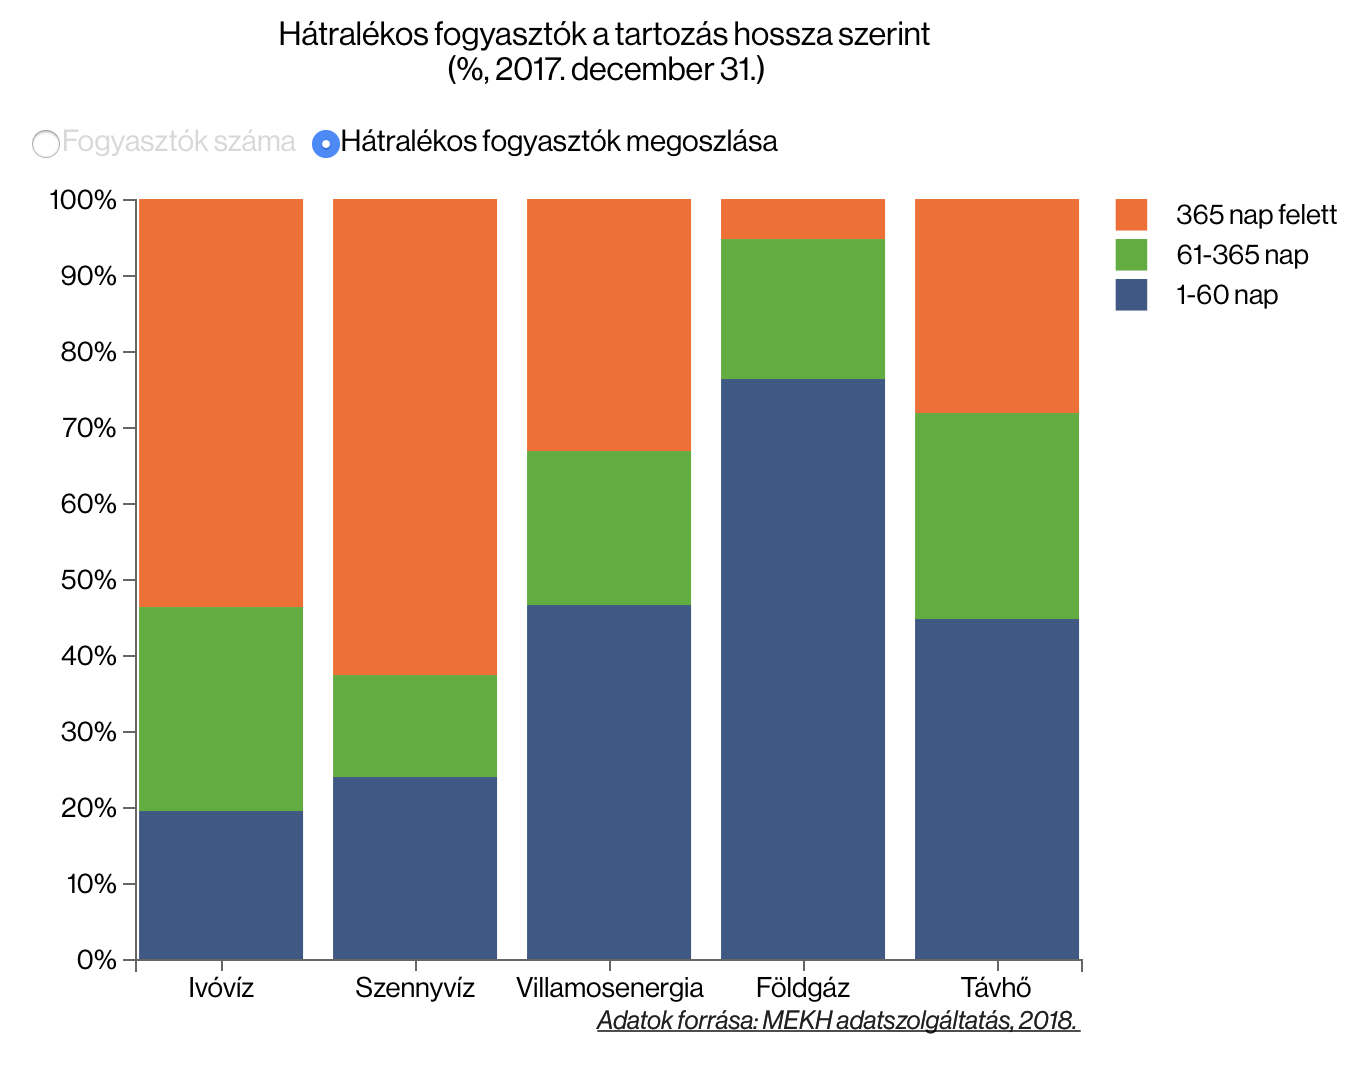 Hátralékos fogyasztók a tartozás hossza szerint
(%, 2017. december 31.)
Fogyasztók száma Hátralékos fogyasztók megoszlása
100%
90%
80%
70%
60%
50%
40%
30%
20%
10%
0%
365 nap felett
61-365 nap
1-60 nap
Ivóvíz Szennyvíz Villamosenergia Földgáz Távhő
Adatok forrása: MEKH adatszolgáltatás, 2018.